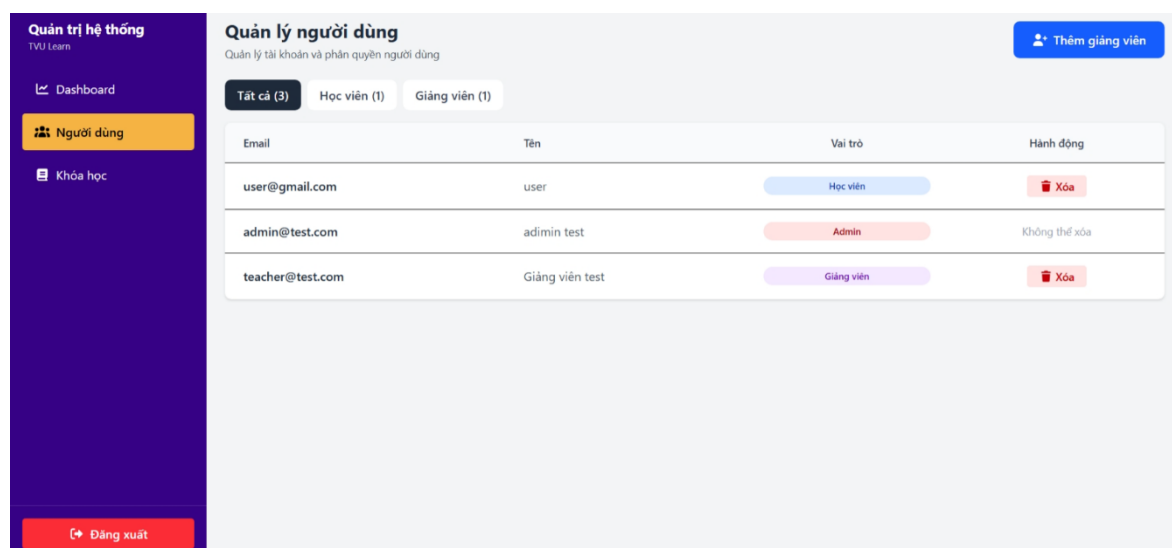 Quản trị hệ thống
TVU Learn
Dashboard
Người dùng
Khóa học
Đăng xuất
Quản lý người dùng
Quản lý tài khoản và phân quyền người dùng
Thêm giảng viên
Tất cả (3) Học viên (1) Giảng viên (1)
Email Tên Vai trò Hành động
user@gmail.com user Học viên Xóa
admin@test.com adimin test Admin Không thể xóa
teacher@test.com Giảng viên test Giảng viên Xóa